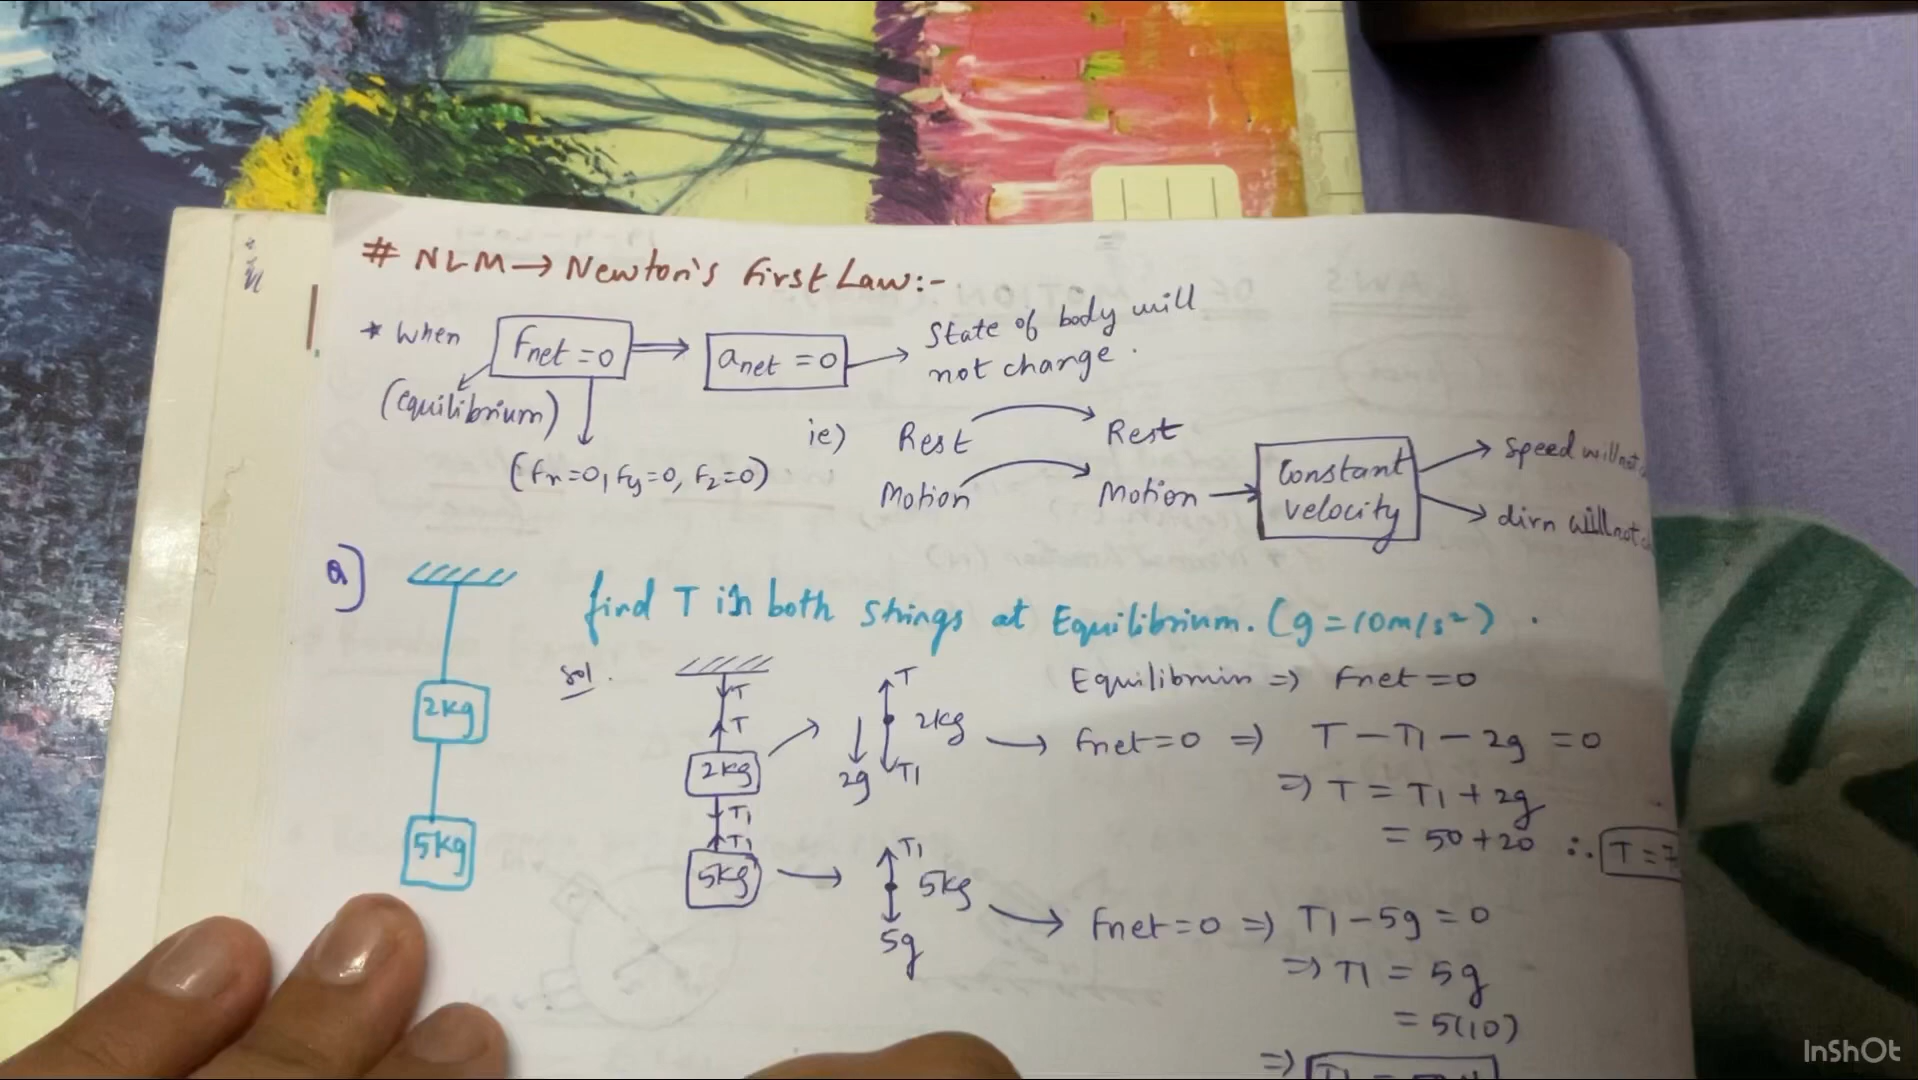 # NLM → Newton's First Law:-
* When Fnet = 0 ⇒ anet = 0 → State of body will not change.
(equilibrium)
(Fx=0, Fy=0, Fz=0)
ie) Rest Rest
Motion Motion → Constant velocity
Speed will not
dirn will not
Q)
2kg
5kg
find T in both Strings at Equilibrium. (g = 10m/s²).
Sol.
T
T
2kg
T1
T1
5kg
T
2kg
2g T1
T1
5kg
5g
Equilibrium ⇒ Fnet = 0
→ Fnet = 0 ⇒ T - T1 - 2g = 0
⇒ T = T1 + 2g
= 50 + 20 ∴ T = 7
Fnet = 0 ⇒ T1 - 5g = 0
⇒ T1 = 5g
= 5(10)
⇒
InShOt